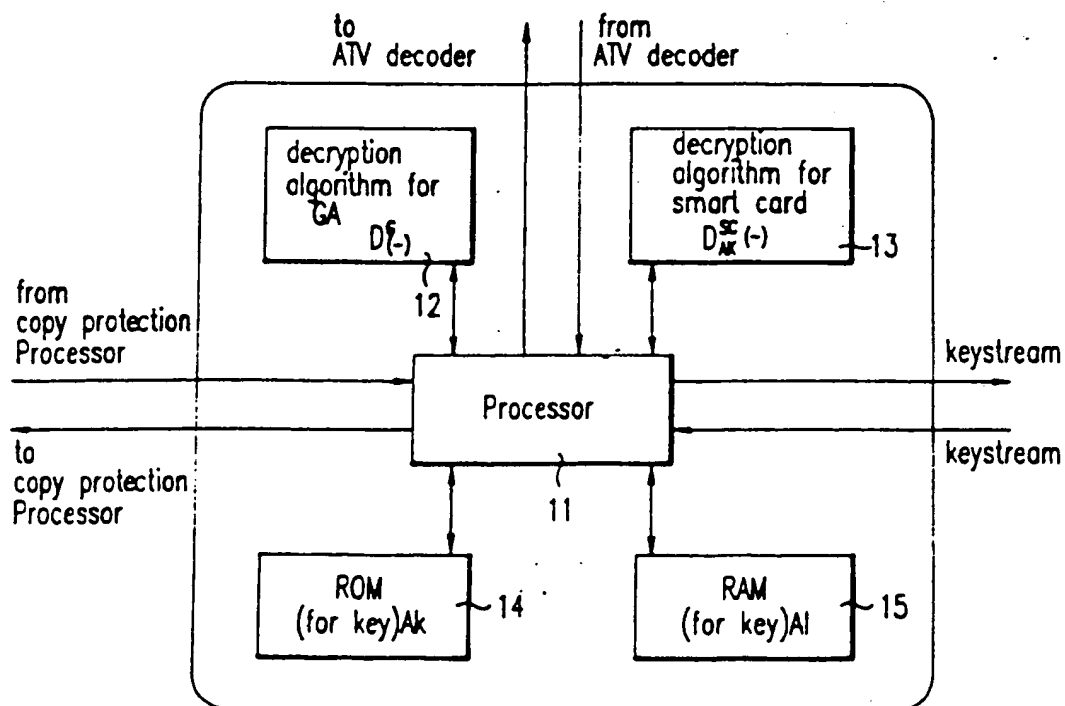 to
ATV decoder
from
ATV decoder
decryption
algorithm for
GA
D^c(-)
12
decryption
algorithm for
smart card
D^SC_AK(-)
13
from
copy protection
Processor
keystream
Processor
to
copy protection
Processor
keystream
11
ROM
(for key)Ak
14
RAM
(for key)AI
15